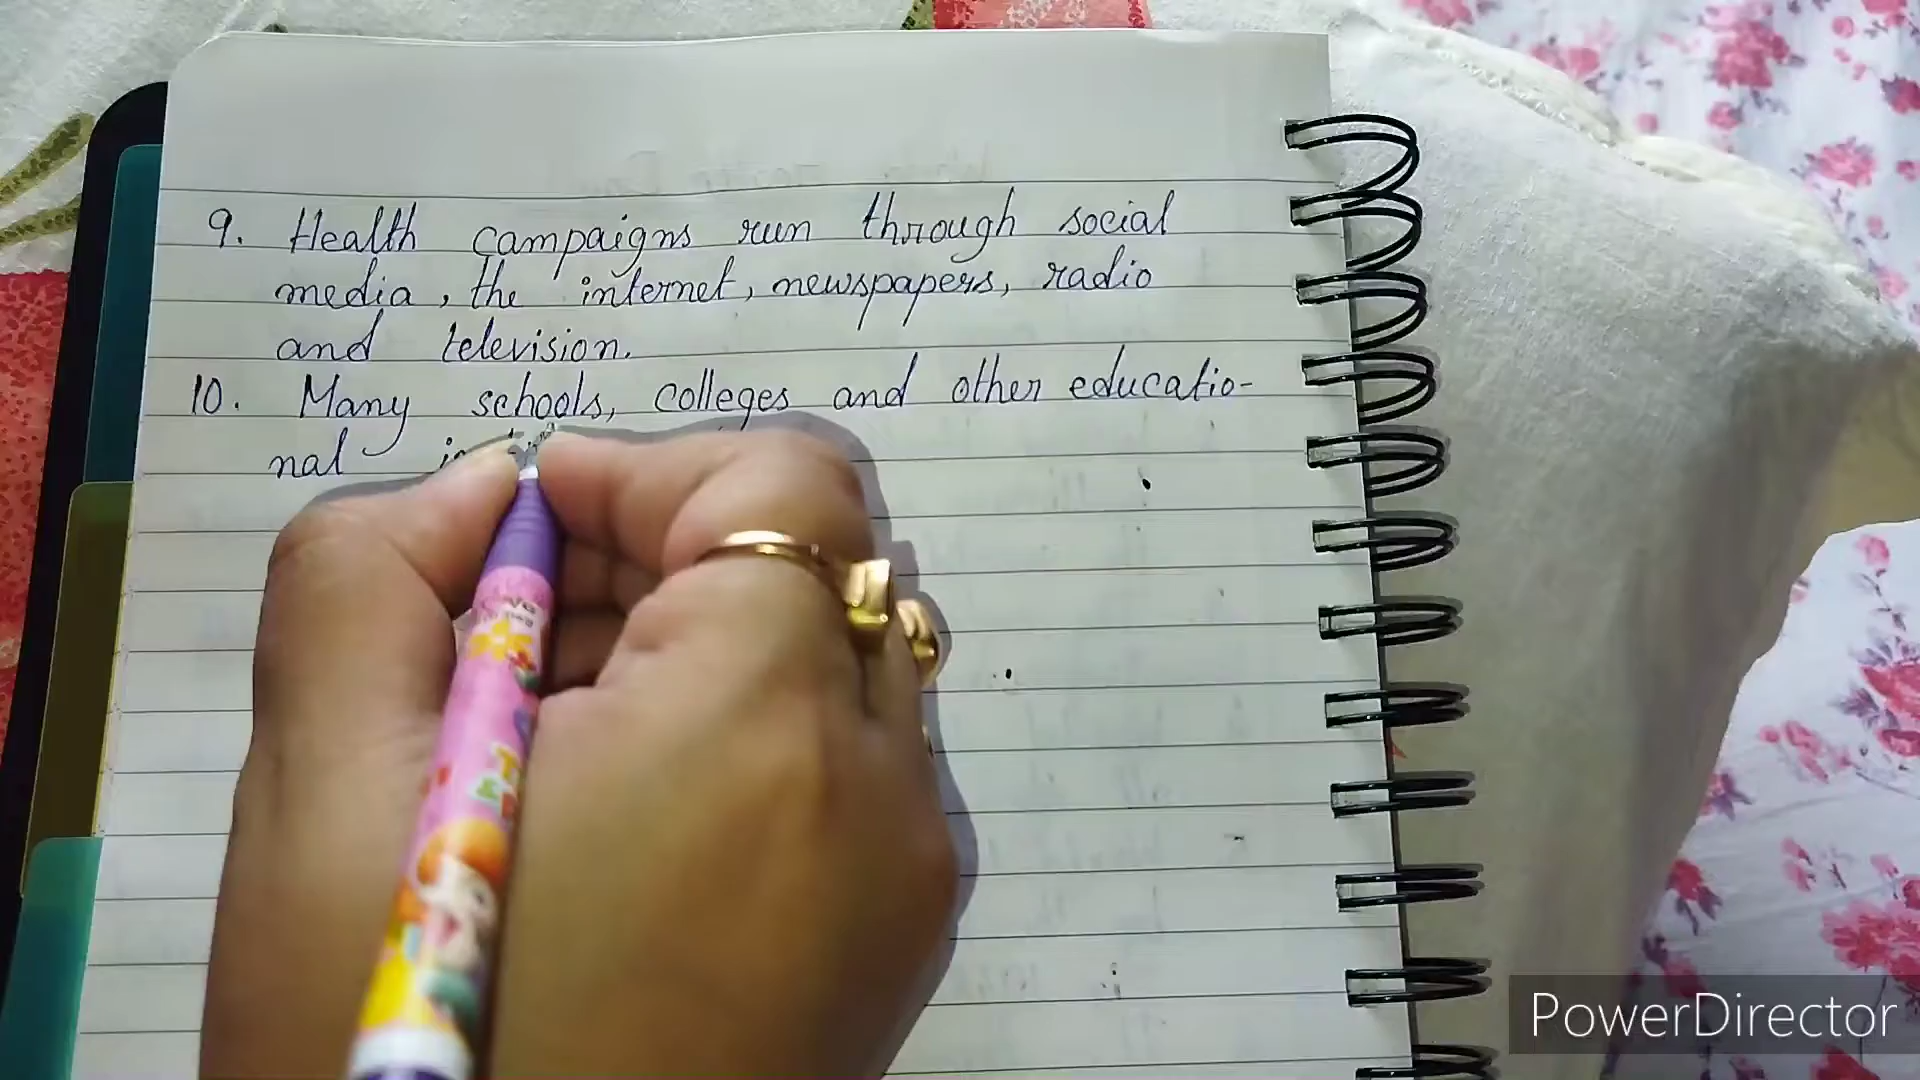 9. Health campaigns run through social
media, the internet, newspapers, radio
and television.
10. Many schools, colleges and other educatio-
nal
PowerDirector